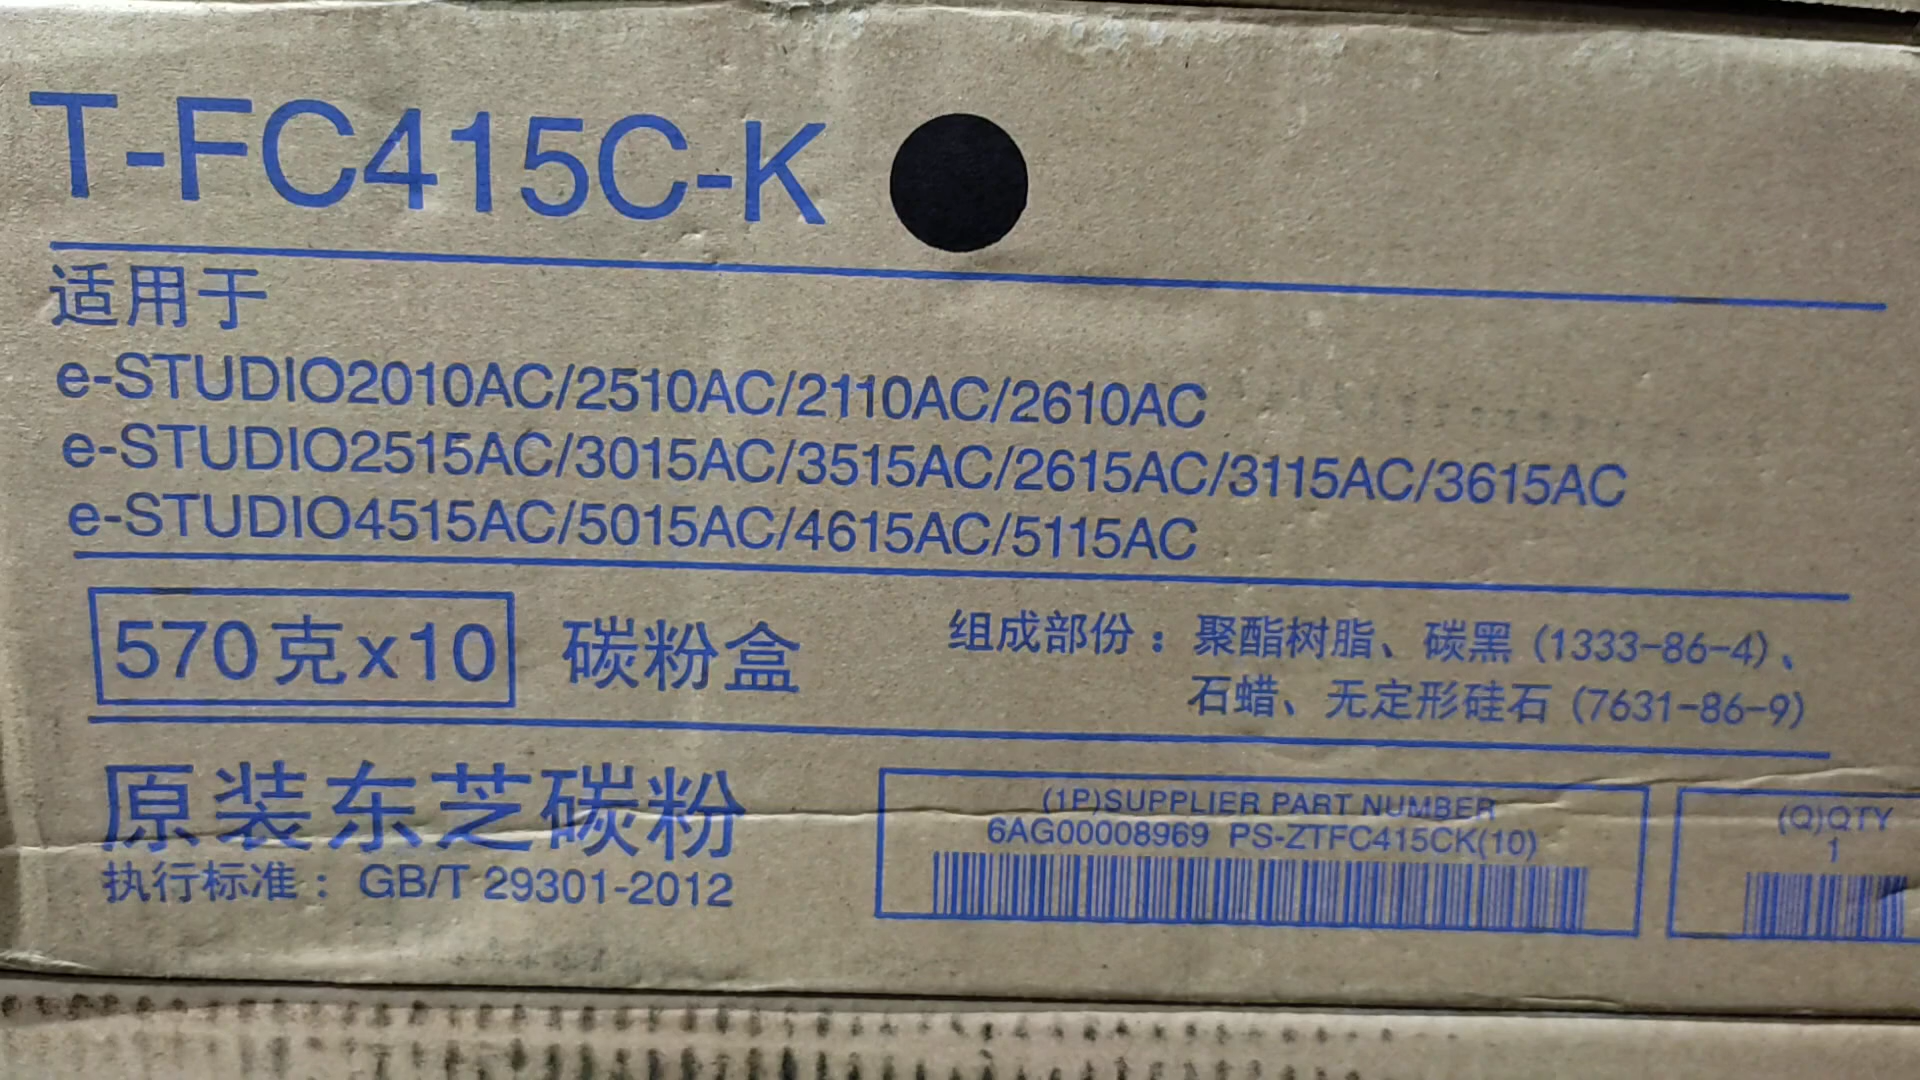 T-FC415C-K
适用于
e-STUDIO2010AC/2510AC/2110AC/2610AC
e-STUDIO2515AC/3015AC/3515AC/2615AC/3115AC/3615AC
e-STUDIO4515AC/5015AC/4615AC/5115AC
570克x10 碳粉盒
组成部份：聚酯树脂、碳黑 (1333-86-4)、
石蜡、无定形硅石 (7631-86-9)
原装东芝碳粉
执行标准：GB/T 29301-2012
(1P)SUPPLIER PART NUMBER
6AG00008969 PS-ZTFC415CK(10)
(Q)QTY
1